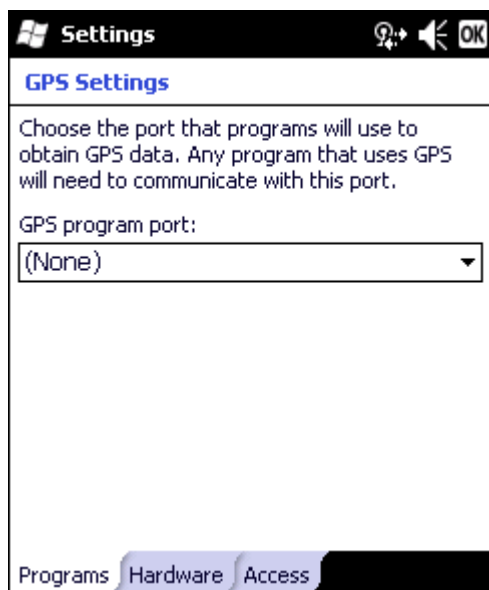 Settings
OK
GPS Settings
Choose the port that programs will use to
obtain GPS data. Any program that uses GPS
will need to communicate with this port.
GPS program port:
(None)
Programs Hardware Access